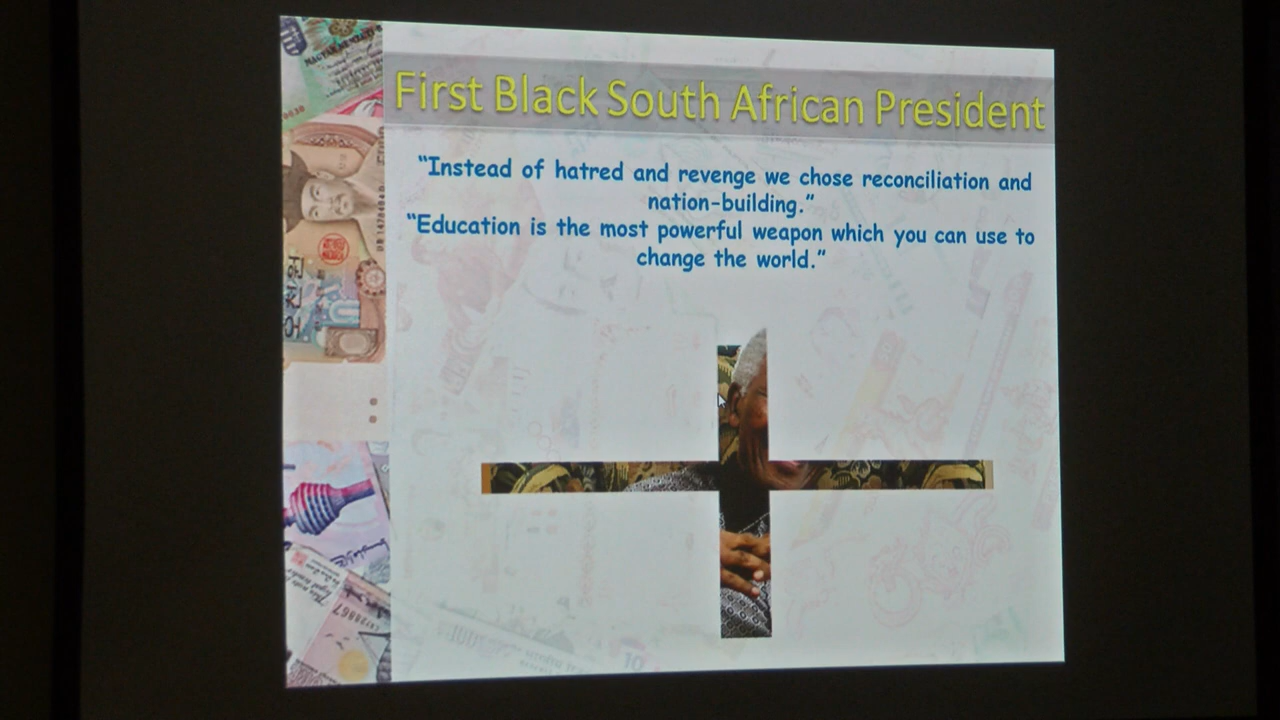 First Black South African President
“Instead of hatred and revenge we chose reconciliation and
nation-building.”
“Education is the most powerful weapon which you can use to
change the world.”